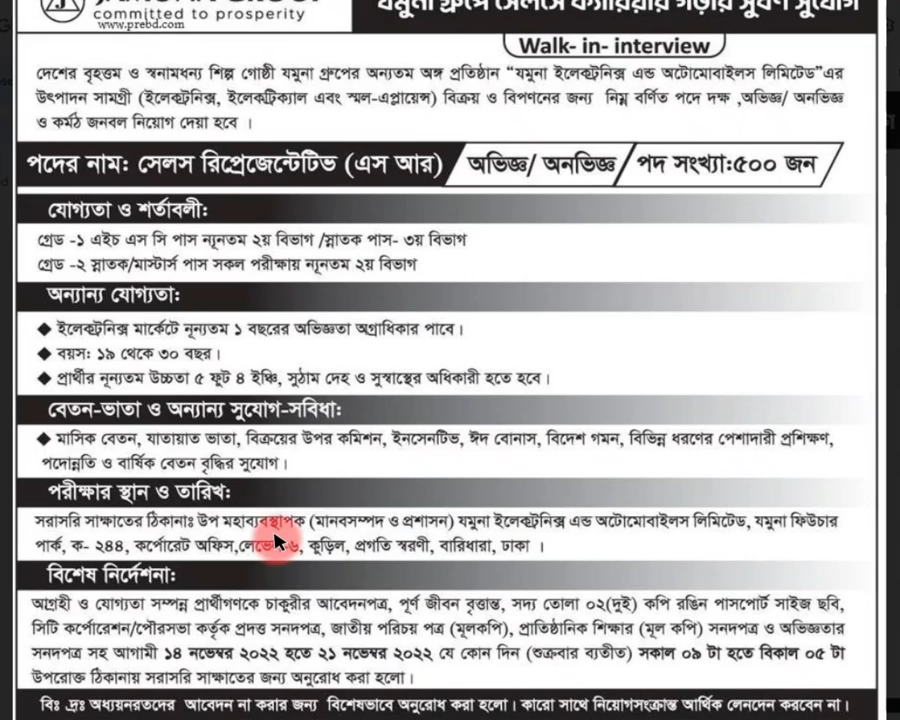 committed to prosperity
www.prebd.com
যমুনা গ্রুপে সেলসে ক্যারিয়ার গড়ার সুবর্ণ সুযোগ
Walk- in- interview
দেশের বৃহত্তম ও স্বনামধন্য শিল্প গোষ্ঠী যমুনা গ্রুপের অন্যতম অঙ্গ প্রতিষ্ঠান “যমুনা ইলেকট্রনিক্স এন্ড অটোমোবাইলস লিমিটেড”এর
উৎপাদন সামগ্রী (ইলেকট্রনিক্স, ইলেকট্রিক্যাল এবং স্মল-এপ্লায়েন্স) বিক্রয় ও বিপণনের জন্য নিম্ন বর্ণিত পদে দক্ষ ,অভিজ্ঞ/ অনভিজ্ঞ
ও কর্মঠ জনবল নিয়োগ দেয়া হবে ।
পদের নাম: সেলস রিপ্রেজেন্টেটিভ (এস আর) অভিজ্ঞ/ অনভিজ্ঞ পদ সংখ্যা:৫০০ জন
যোগ্যতা ও শর্তাবলী:
গ্রেড -১ এইচ এস সি পাস ন্যূনতম ২য় বিভাগ /স্নাতক পাস- ৩য় বিভাগ
গ্রেড -২ স্নাতক/মাস্টার্স পাস সকল পরীক্ষায় ন্যূনতম ২য় বিভাগ
অন্যান্য যোগ্যতা:
◆ ইলেকট্রনিক্স মার্কেটে নূন্যতম ১ বছরের অভিজ্ঞতা অগ্রাধিকার পাবে।
◆ বয়স: ১৯ থেকে ৩০ বছর।
◆ প্রার্থীর নূন্যতম উচ্চতা ৫ ফুট ৪ ইঞ্চি, সুঠাম দেহ ও সুস্বাস্থের অধিকারী হতে হবে।
বেতন-ভাতা ও অন্যান্য সুযোগ-সবিধা:
◆ মাসিক বেতন, যাতায়াত ভাতা, বিক্রয়ের উপর কমিশন, ইনসেনটিভ, ঈদ বোনাস, বিদেশ গমন, বিভিন্ন ধরণের পেশাদারী প্রশিক্ষণ,
পদোন্নতি ও বার্ষিক বেতন বৃদ্ধির সুযোগ।
পরীক্ষার স্থান ও তারিখ:
সরাসরি সাক্ষাতের ঠিকানাঃ উপ মহাব্যবস্থাপক (মানবসম্পদ ও প্রশাসন) যমুনা ইলেকট্রনিক্স এন্ড অটোমোবাইলস লিমিটেড, যমুনা ফিউচার
পার্ক, ক- ২৪৪, কর্পোরেট অফিস, কুড়িল, প্রগতি স্বরণী, বারিধারা, ঢাকা ।
বিশেষ নির্দেশনা:
আগ্রহী ও যোগ্যতা সম্পন্ন প্রার্থীগণকে চাকুরীর আবেদনপত্র, পূর্ণ জীবন বৃত্তান্ত, সদ্য তোলা ০২(দুই) কপি রঙিন পাসপোর্ট সাইজ ছবি,
সিটি কর্পোরেশন/পৌরসভা কর্তৃক প্রদত্ত সনদপত্র, জাতীয় পরিচয় পত্র (মূলকপি), প্রাতিষ্ঠানিক শিক্ষার (মূল কপি) সনদপত্র ও অভিজ্ঞতার
সনদপত্র সহ আগামী ১৪ নভেম্বর ২০২২ হতে ২১ নভেম্বর ২০২২ যে কোন দিন (শুক্রবার ব্যতীত) সকাল ০৯ টা হতে বিকাল ০৫ টা
উপরোক্ত ঠিকানায় সরাসরি সাক্ষাতের জন্য অনুরোধ করা হলো।
বিঃ দ্রঃ অধ্যয়নরতদের আবেদন না করার জন্য বিশেষভাবে অনুরোধ করা হলো। কারো সাথে নিয়োগসংক্রান্ত আর্থিক লেনদেন করবেন না।